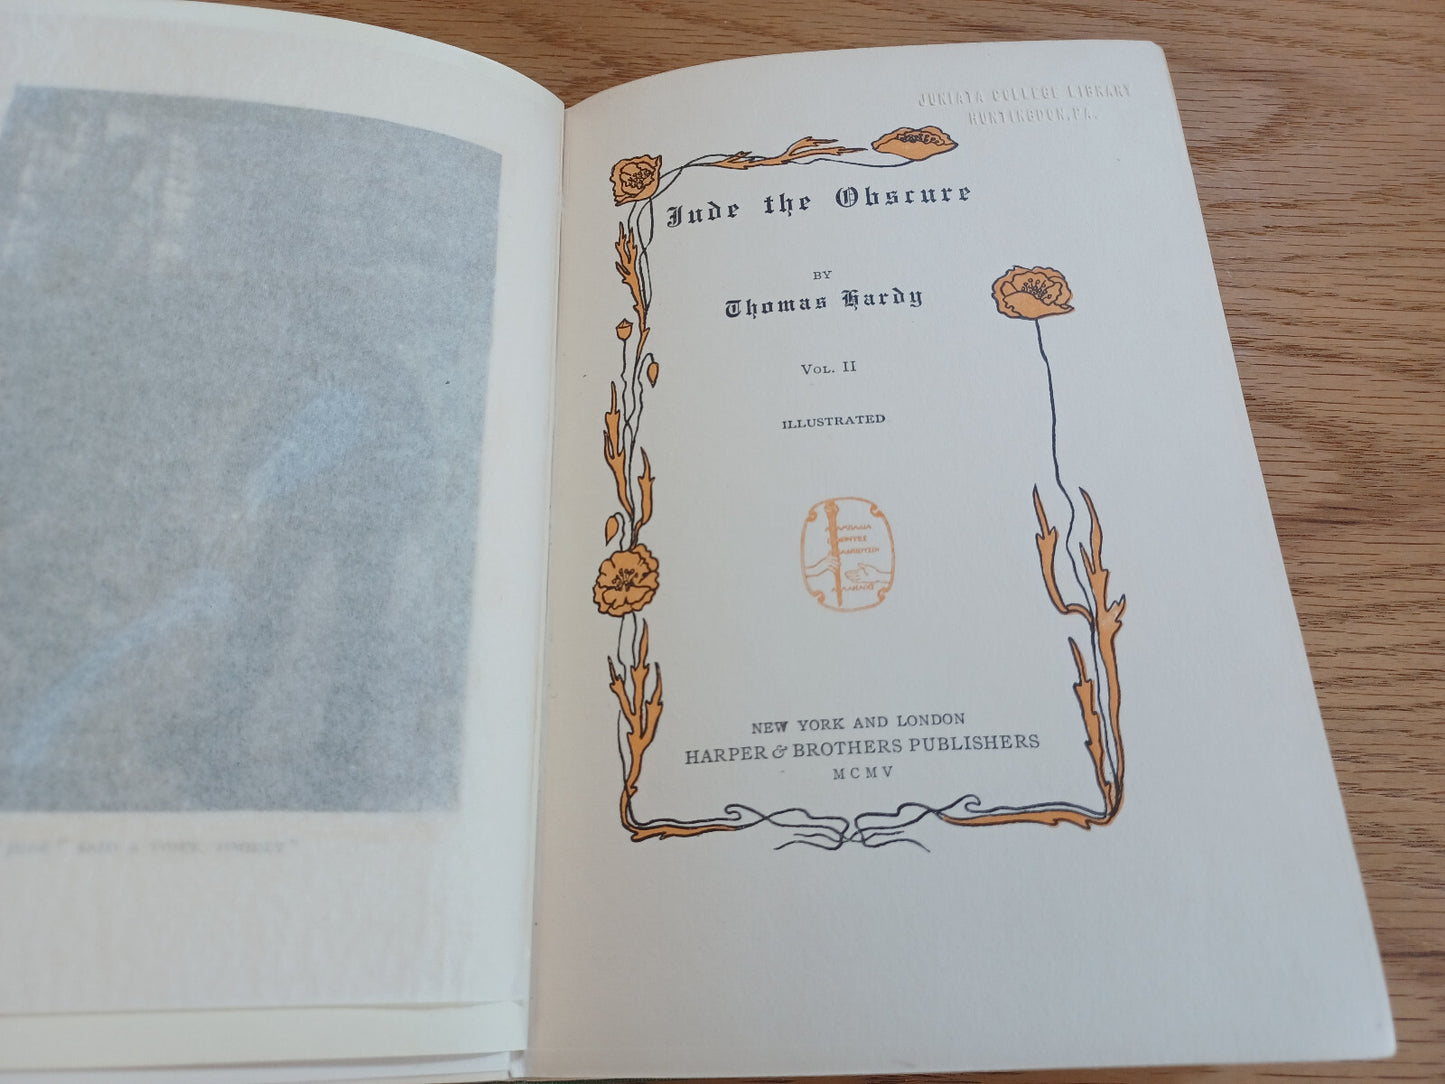 JUNIATA COLLEGE LIBRARY
HUNTINGDON, PA.
Jude the Obscure
BY
Thomas Hardy
VOL. II
ILLUSTRATED
NEW YORK AND LONDON
HARPER & BROTHERS PUBLISHERS
MCMV